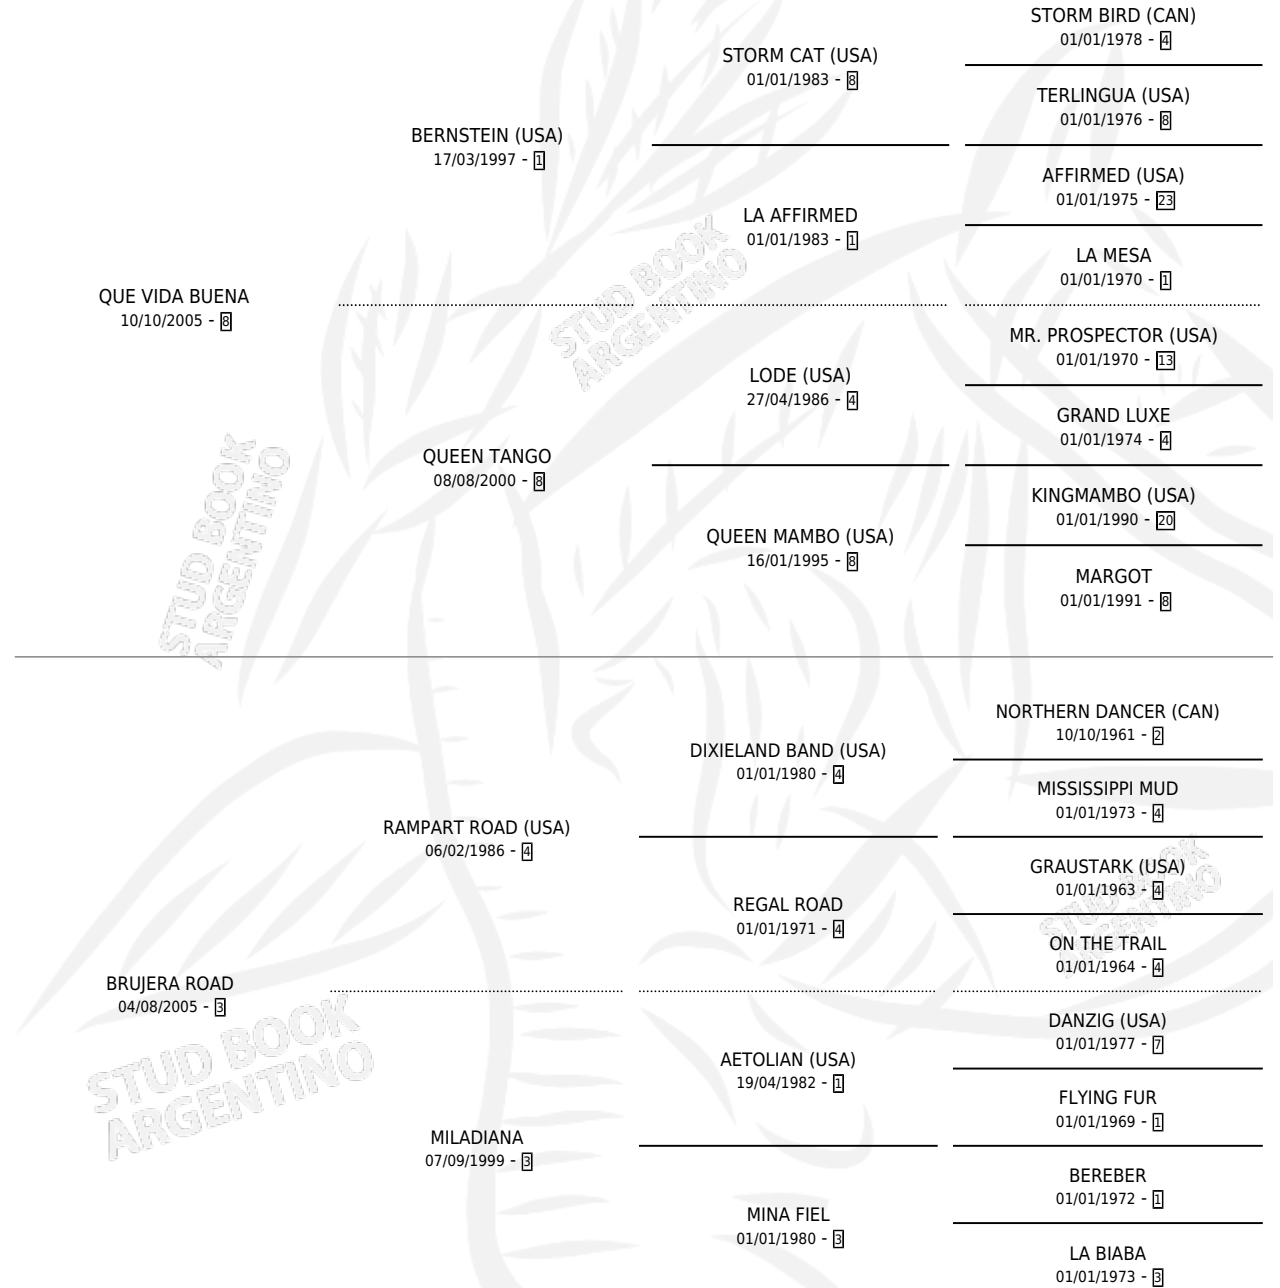 STORM BIRD (CAN)
01/01/1978 - 4
STORM CAT (USA)
01/01/1983 - 8
TERLINGUA (USA)
01/01/1976 - 8
BERNSTEIN (USA)
17/03/1997 - 1
AFFIRMED (USA)
01/01/1975 - 23
LA AFFIRMED
01/01/1983 - 1
LA MESA
01/01/1970 - 1
QUE VIDA BUENA
10/10/2005 - 8
MR. PROSPECTOR (USA)
01/01/1970 - 13
LODE (USA)
27/04/1986 - 4
GRAND LUXE
01/01/1974 - 4
QUEEN TANGO
08/08/2000 - 8
KINGMAMBO (USA)
01/01/1990 - 20
QUEEN MAMBO (USA)
16/01/1995 - 8
MARGOT
01/01/1991 - 8
NORTHERN DANCER (CAN)
10/10/1961 - 2
DIXIELAND BAND (USA)
01/01/1980 - 4
MISSISSIPPI MUD
01/01/1973 - 4
RAMPART ROAD (USA)
06/02/1986 - 4
GRAUSTARK (USA)
01/01/1963 - 4
REGAL ROAD
01/01/1971 - 4
ON THE TRAIL
01/01/1964 - 4
BRUJERA ROAD
04/08/2005 - 3
DANZIG (USA)
01/01/1977 - 7
AETOLIAN (USA)
19/04/1982 - 1
FLYING FUR
01/01/1969 - 1
MILADIANA
07/09/1999 - 3
BEREBER
01/01/1972 - 1
MINA FIEL
01/01/1980 - 3
LA BIABA
01/01/1973 - 3
STUD BOOK
ARGENTINO
STUD BOOK
ARGENTINO
STUD BOOK
ARGENTINO
STUD BOOK
ARGENTINO